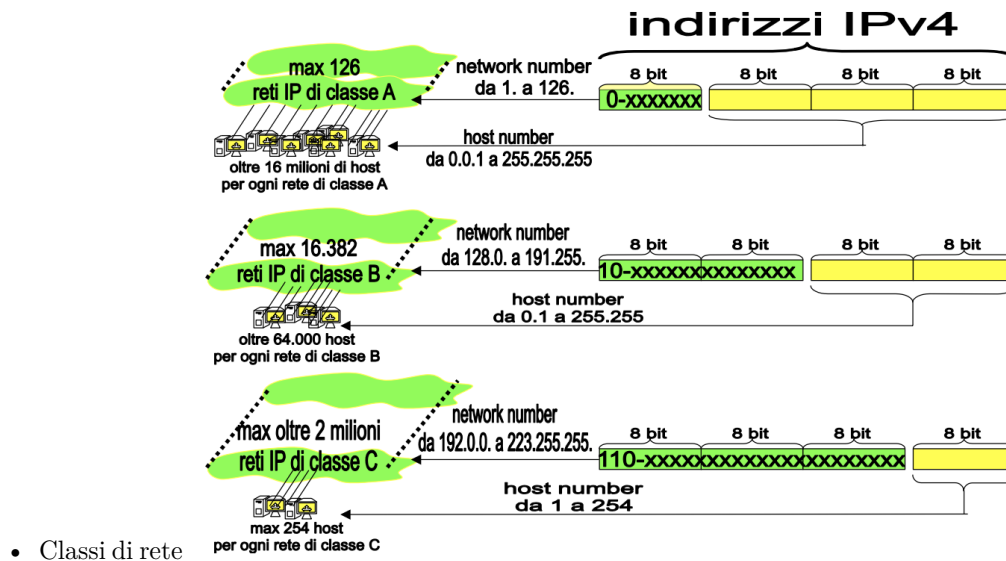 indirizzi IPv4
max 126
reti IP di classe A
network number
da 1. a 126.
8 bit 8 bit 8 bit 8 bit
0-xxxxxxx
host number
da 0.0.1 a 255.255.255
oltre 16 milioni di host
per ogni rete di classe A
max 16.382
reti IP di classe B
network number
da 128.0. a 191.255.
8 bit 8 bit 8 bit 8 bit
10-xxxxxxxxxxxxxx
host number
da 0.1 a 255.255
oltre 64.000 host
per ogni rete di classe B
max oltre 2 milioni
reti IP di classe C
network number
da 192.0.0. a 223.255.255.
8 bit 8 bit 8 bit 8 bit
110-xxxxxxxxxxxxxxxxxxxxx
host number
da 1 a 254
max 254 host
per ogni rete di classe C
• Classi di rete